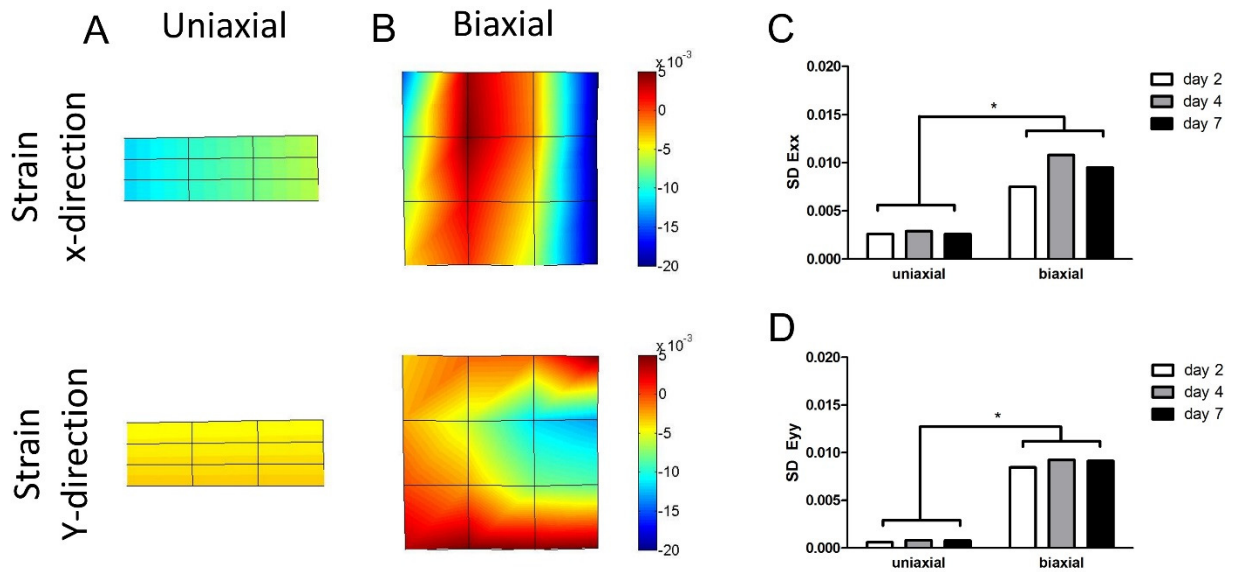 A
Uniaxial
B
Biaxial
Strain
x-direction
x 10⁻³
5
0
-5
-10
-15
-20
Strain
Y-direction
x 10⁻³
5
0
-5
-10
-15
-20
C
0.020
0.015
0.010
0.005
0.000
SD Exx
*
uniaxial
biaxial
day 2
day 4
day 7
D
0.020
0.015
0.010
0.005
0.000
SD Eyy
*
uniaxial
biaxial
day 2
day 4
day 7